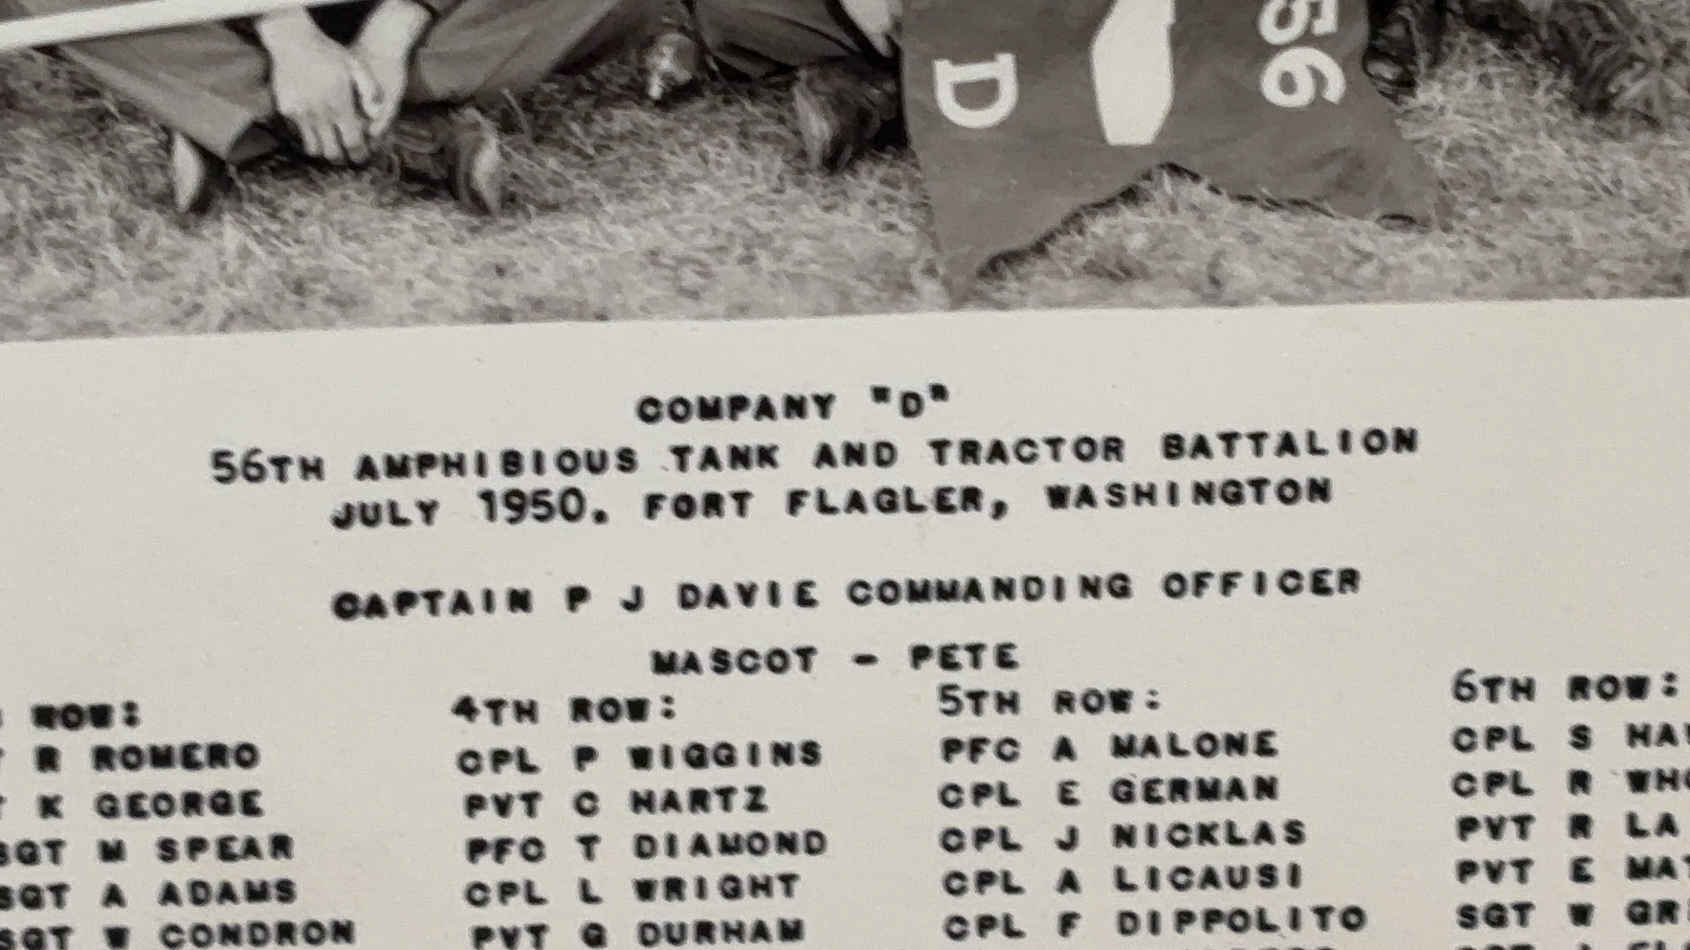 D 56
COMPANY "D"
56TH AMPHIBIOUS TANK AND TRACTOR BATTALION
JULY 1950. FORT FLAGLER, WASHINGTON
CAPTAIN P J DAVIE COMMANDING OFFICER
MASCOT - PETE
ROW:
R ROMERO
K GEORGE
SGT M SPEAR
SGT A ADAMS
SGT W CONDRON
4TH ROW:
CPL P WIGGINS
PVT C HARTZ
PFC T DIAMOND
CPL L WRIGHT
PVT G DURHAM
5TH ROW:
PFC A MALONE
CPL E GERMAN
CPL J NICKLAS
CPL A LICAUSI
CPL F DIPPOLITO
6TH ROW:
CPL S
CPL R
PVT R LA
PVT E
SGT W